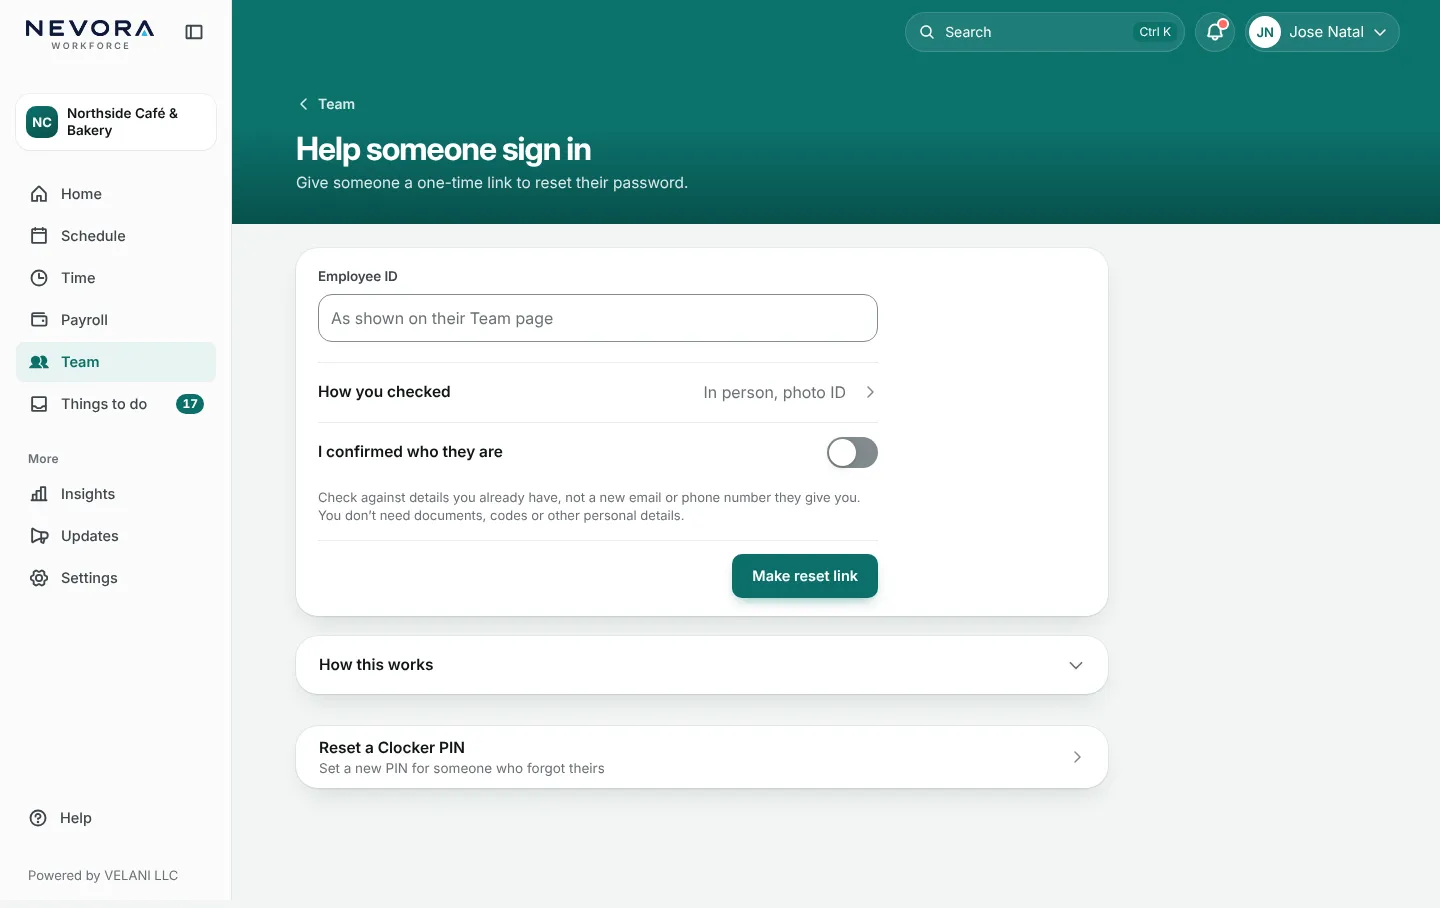 NEVORA
WORKFORCE
Search
Ctrl K
JN
Jose Natal
NC
Northside Café &
Bakery
Home
Schedule
Time
Payroll
Team
Things to do
17
More
Insights
Updates
Settings
Help
Powered by VELANI LLC
Team
Help someone sign in
Give someone a one-time link to reset their password.
Employee ID
As shown on their Team page
How you checked
In person, photo ID
I confirmed who they are
Check against details you already have, not a new email or phone number they give you.
You don’t need documents, codes or other personal details.
Make reset link
How this works
Reset a Clocker PIN
Set a new PIN for someone who forgot theirs